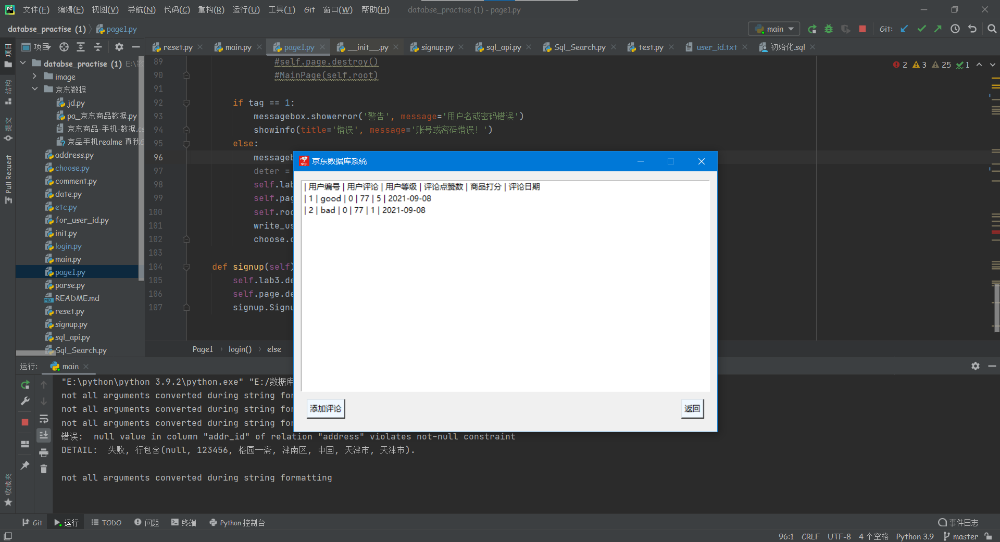 文件(F) 编辑(E) 视图(V) 导航(N) 代码(C) 重构(R) 运行(U) 工具(T) Git 窗口(W) 帮助(H) databse_practise (1) - page1.py
databse_practise (1) page1.py main Git:
项目 reset.py main.py page1.py __init__.py signup.py sql_api.py Sql_Search.py test.py user_id.txt 初始化.sql
项目
结构
提交
Pull Request
收藏夹
databse_practise (1) E:\数
image
京东数据
jd.py
pa_京东商品数据.py
京东商品-手机-数据.cs
京品手机realme 真我6
address.py
choose.py
comment.py
date.py
etc.py
for_user_id.py
init.py
login.py
main.py
page1.py
parse.py
README.md
reset.py
signup.py
sql_api.py
Sql_Search.py
2 3 25 1
89 #self.page.destroy()
90 #MainPage(self.root)
91
92 if tag == 1:
93 messagebox.showerror('警告', message='用户名或密码错误')
94 showinfo(title='错误', message='账号或密码错误! ')
95 else:
96 messageb
97 deter =
98 self.lab
99 self.pag
100 self.roo
101 write_us
102 choose.c
103
104 def signup(self)
105 self.lab3.de
106 self.page.de
107 signup.Signu
Page1 login() else
京东数据库系统
| 用户编号 | 用户评论 | 用户等级 | 评论点赞数 | 商品打分 | 评论日期
| 1 | good | 0 | 77 | 5 | 2021-09-08
| 2 | bad | 0 | 77 | 1 | 2021-09-08
添加评论 返回
运行: main
"E:\python\python 3.9.2\python.exe" "E:/数据库
not all arguments converted during string for
not all arguments converted during string for
not all arguments converted during string for
错误: null value in column "addr_id" of relation "address" violates not-null constraint
DETAIL: 失败, 行包含(null, 123456, 格园一斋, 津南区, 中国, 天津市, 天津市).
not all arguments converted during string formatting
Git 运行 TODO 问题 终端 Python 控制台 事件日志
96:1 CRLF UTF-8 4 个空格 Python 3.9 master